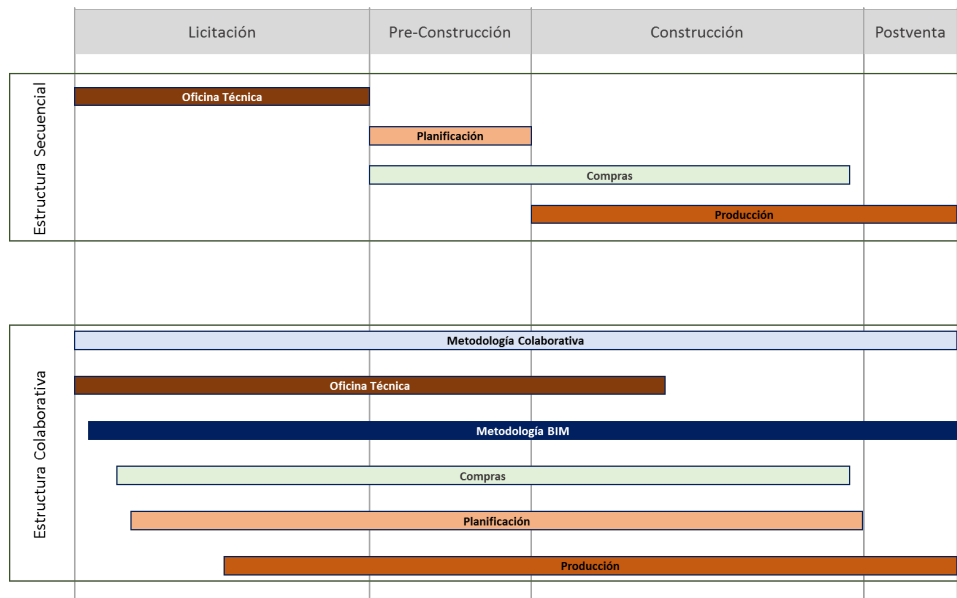 Licitación
Pre-Construcción
Construcción
Postventa
Estructura Secuencial
Oficina Técnica
Planificación
Compras
Producción
Estructura Colaborativa
Metodología Colaborativa
Oficina Técnica
Metodología BIM
Compras
Planificación
Producción